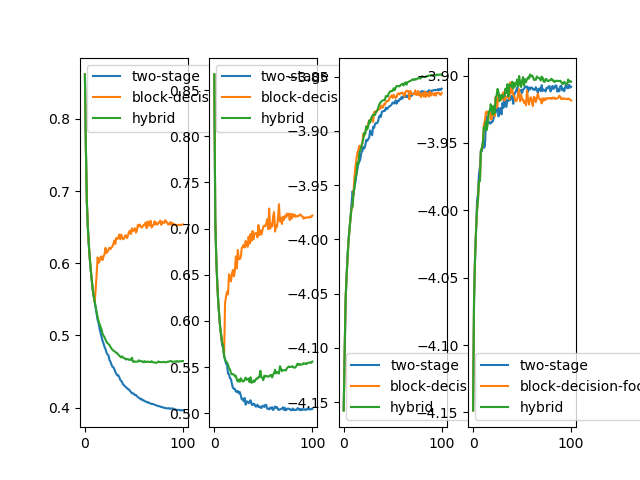 two-stage
block-decis
hybrid
0.8
0.7
0.6
0.5
0.4
0
100
two-stage
block-decis
hybrid
0.85
0.80
0.75
0.70
0.65
0.60
0.55
0.50
0
100
−3.85
−3.90
−3.95
−4.00
−4.05
−4.10
−4.15
two-stage
block-decis
hybrid
0
100
−3.90
−3.95
−4.00
−4.05
−4.10
−4.15
two-stage
block-decision-foc
hybrid
0
100